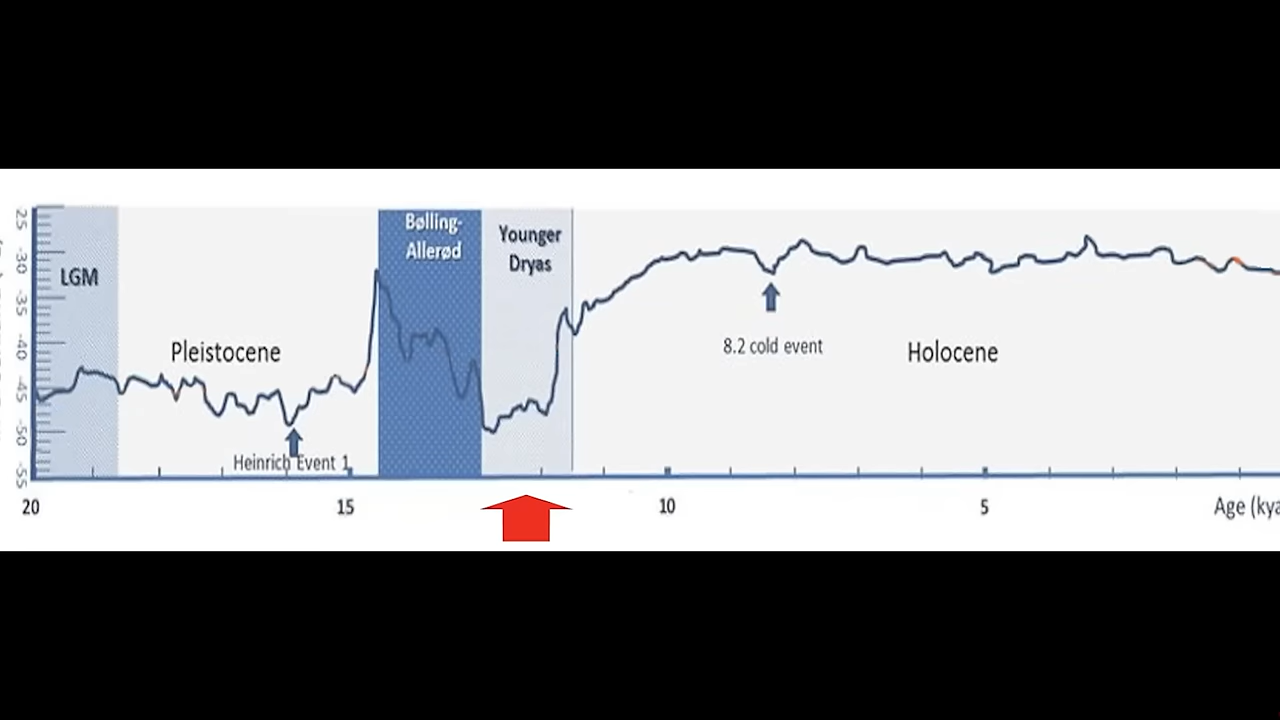 Bølling-
Allerød
Younger
Dryas
LGM
Pleistocene
8.2 cold event
Holocene
Heinrich Event 1
-25
-30
-35
-40
-45
-50
-55
20
15
10
5
Age (kya